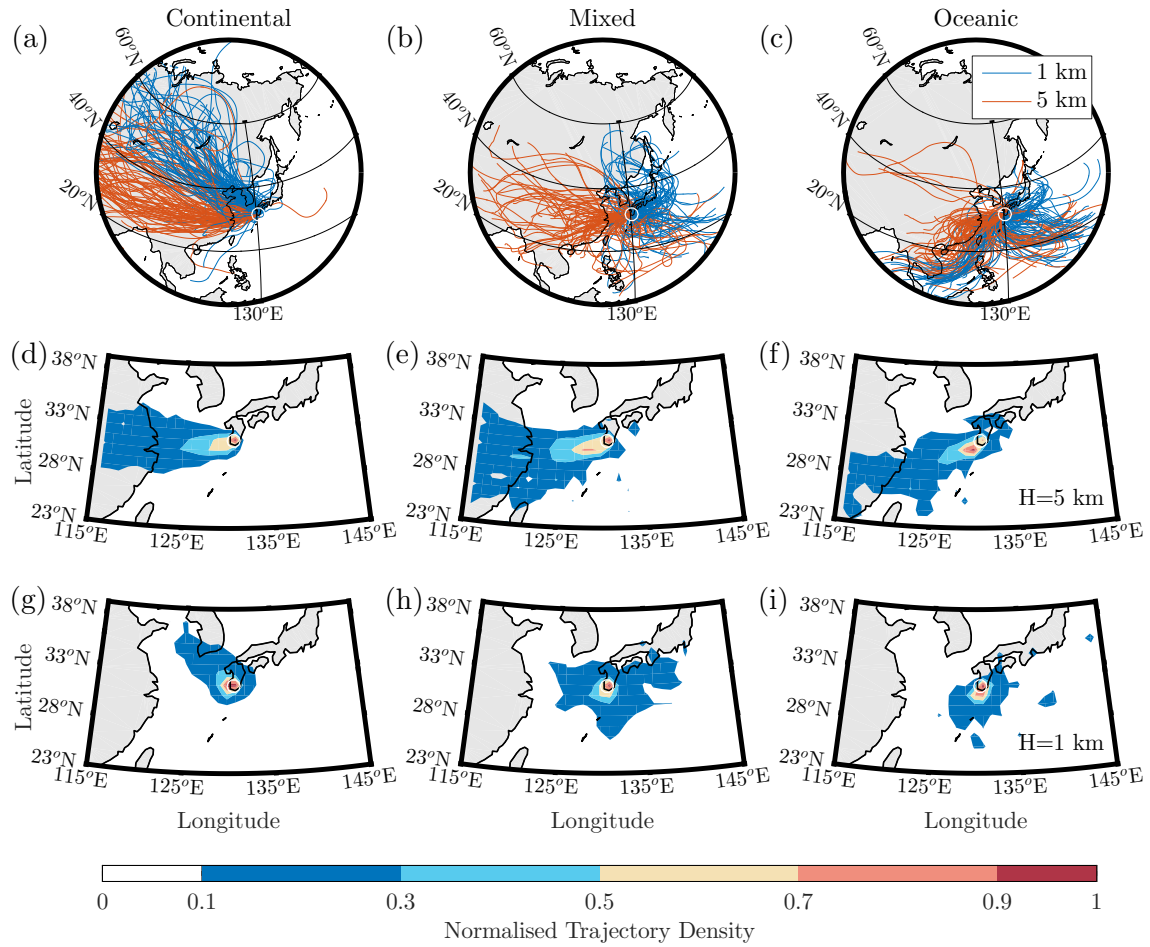 Continental Mixed Oceanic
(a) (b) (c)
60°N 60°N 60°N
1 km
5 km
40°N 40°N 40°N
20°N 20°N 20°N
130°E 130°E 130°E
(d) (e) (f)
38°N 38°N 38°N
33°N 33°N 33°N
Latitude
28°N 28°N 28°N
H=5 km
23°N 23°N 23°N
115°E 125°E 135°E 145°E 115°E 125°E 135°E 145°E 115°E 125°E 135°E 145°E
(g) (h) (i)
38°N 38°N 38°N
33°N 33°N 33°N
Latitude
28°N 28°N 28°N
H=1 km
23°N 23°N 23°N
115°E 125°E 135°E 145°E 115°E 125°E 135°E 145°E 115°E 125°E 135°E 145°E
Longitude Longitude Longitude
0 0.1 0.3 0.5 0.7 0.9 1
Normalised Trajectory Density